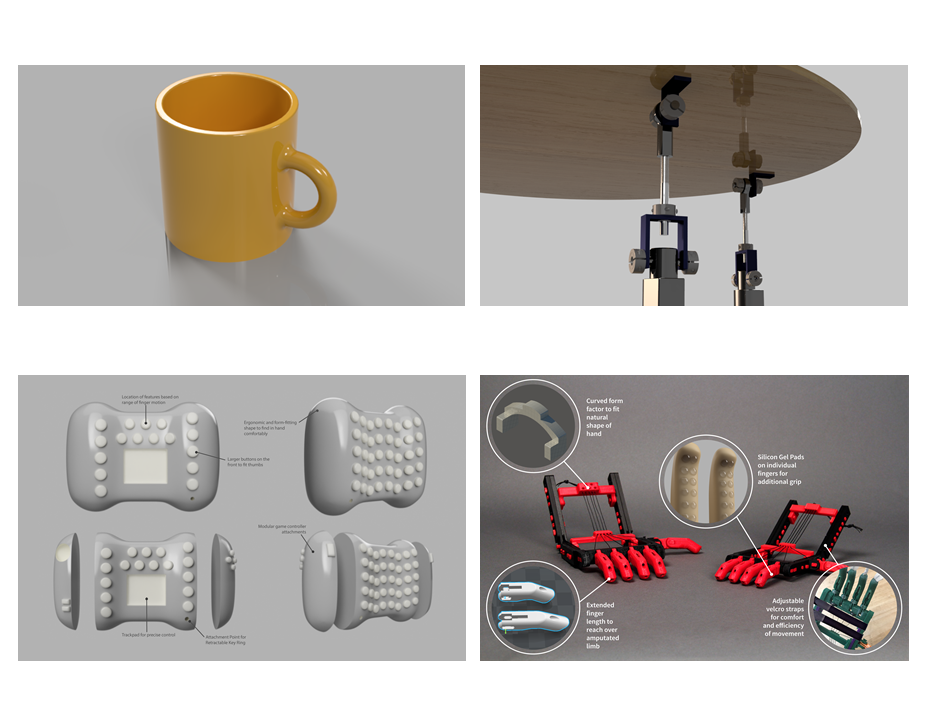 Location of features based on
range of finger motion
Ergonomic and form-fitting
shape to find in hand
comfortably
Larger buttons on the
front to fit thumbs
Modular game controller
attachments
Trackpad for precise control
Attachment Point for
Retractable Key Ring
Curved form
factor to fit
natural
shape of
hand
Silicon Gel Pads
on individual
fingers for
additional grip
Extended
finger
length to
reach over
amputated
limb
Adjustable
velcro straps
for comfort
and efficiency
of movement